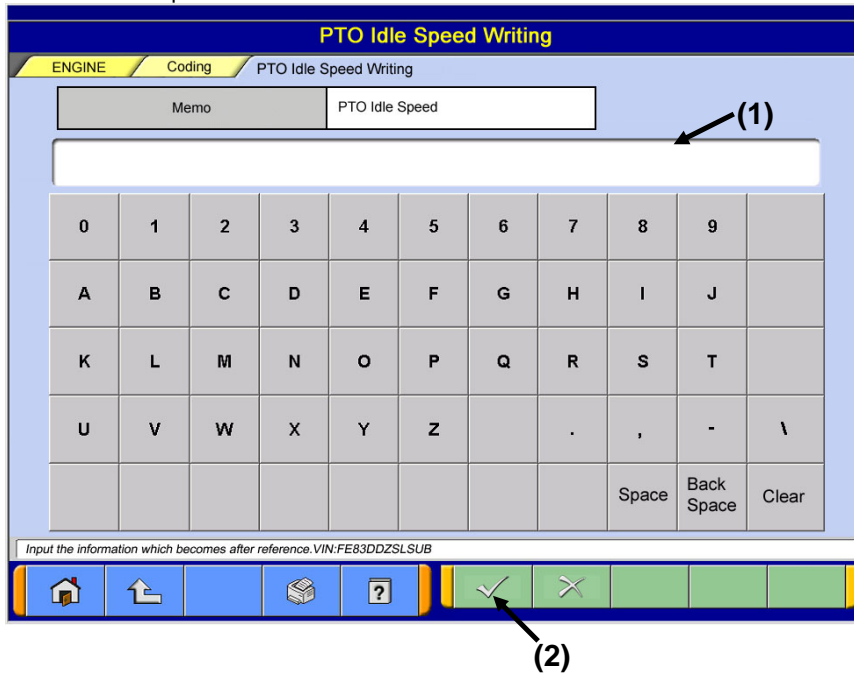 PTO Idle Speed Writing
ENGINE Coding PTO Idle Speed Writing
Memo PTO Idle Speed
(1)
0 1 2 3 4 5 6 7 8 9
A B C D E F G H I J
K L M N O P Q R S T
U V W X Y Z . , - \
Space Back Space Clear
Input the information which becomes after reference.VIN:FE83DDZSLSUB
?
(2)